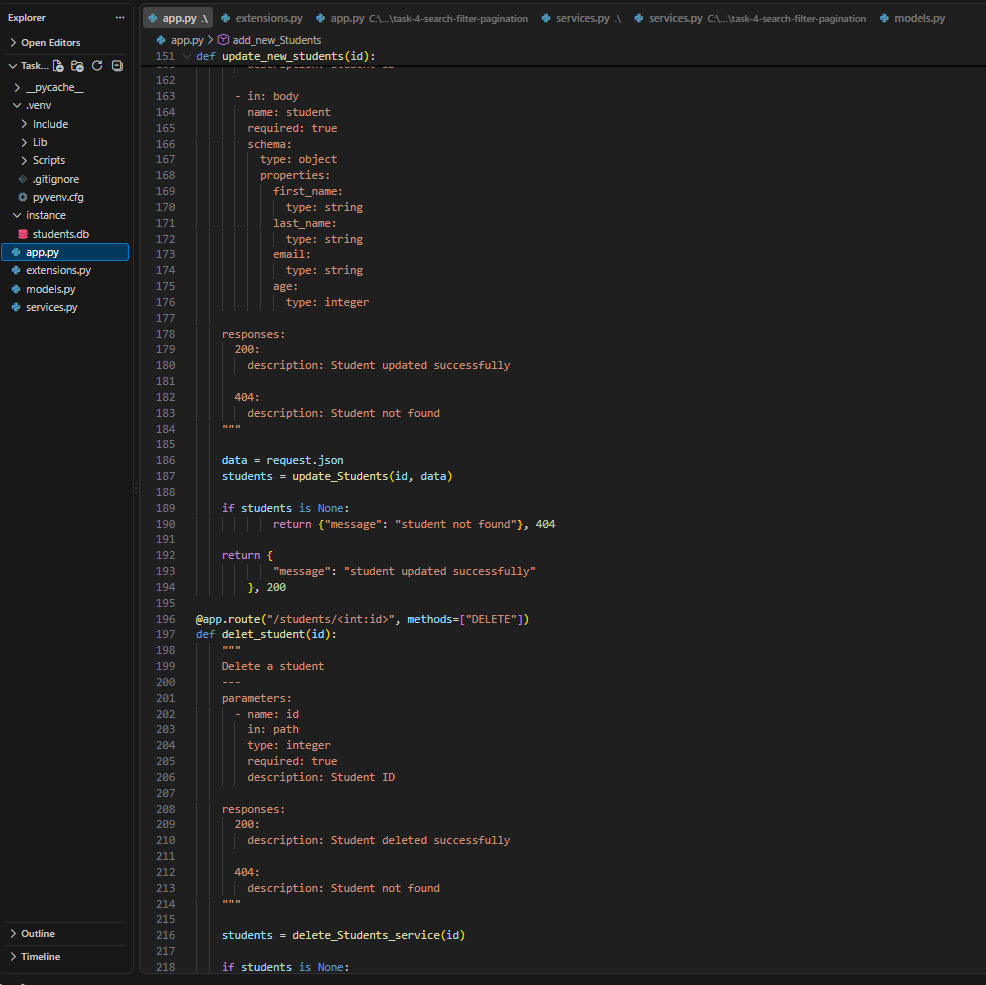 Explorer
···
Open Editors
Task...
__pycache__
.venv
Include
Lib
Scripts
.gitignore
pyvenv.cfg
instance
students.db
app.py
extensions.py
models.py
services.py
Outline
Timeline
app.py .\
extensions.py
app.py C:\...\task-4-search-filter-pagination
services.py .\
services.py C:\...\task-4-search-filter-pagination
models.py
app.py > add_new_Students
151 def update_new_students(id):
161 description: Student ID
162
163 - in: body
164 name: student
165 required: true
166 schema:
167 type: object
168 properties:
169 first_name:
170 type: string
171 last_name:
172 type: string
173 email:
174 type: string
175 age:
176 type: integer
177
178 responses:
179 200:
180 description: Student updated successfully
181
182 404:
183 description: Student not found
184 """
185
186 data = request.json
187 students = update_Students(id, data)
188
189 if students is None:
190 return {"message": "student not found"}, 404
191
192 return {
193 "message": "student updated successfully"
194 }, 200
195
196 @app.route("/students/<int:id>", methods=["DELETE"])
197 def delet_student(id):
198 """
199 Delete a student
200 ---
201 parameters:
202 - name: id
203 in: path
204 type: integer
205 required: true
206 description: Student ID
207
208 responses:
209 200:
210 description: Student deleted successfully
211
212 404:
213 description: Student not found
214 """
215
216 students = delete_Students_service(id)
217
218 if students is None: